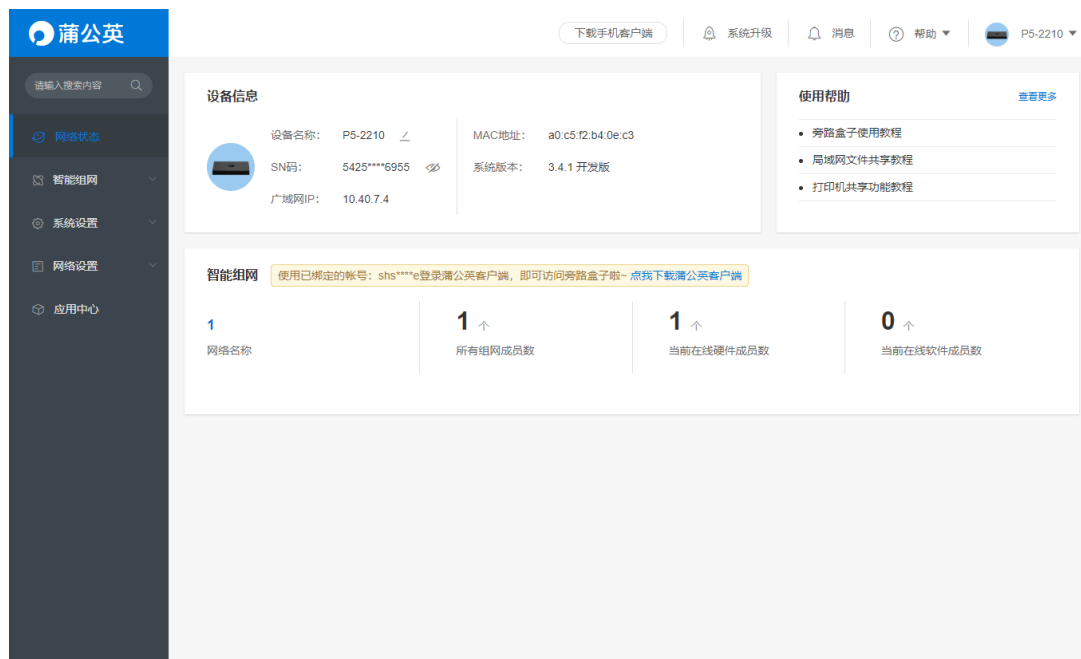 蒲公英
下载手机客户端
系统升级
消息
帮助
P5-2210
请输入搜索内容
网络状态
智能组网
系统设置
网络设置
应用中心
设备信息
设备名称： P5-2210
SN码： 5425****6955
广域网IP： 10.40.7.4
MAC地址： a0:c5:f2:b4:0e:c3
系统版本： 3.4.1 开发版
使用帮助
查看更多
旁路盒子使用教程
局域网文件共享教程
打印机共享功能教程
智能组网
使用已绑定的帐号：shs****e登录蒲公英客户端，即可访问旁路盒子啦~ 点我下载蒲公英客户端
1
网络名称
1 个
所有组网成员数
1 个
当前在线硬件成员数
0 个
当前在线软件成员数